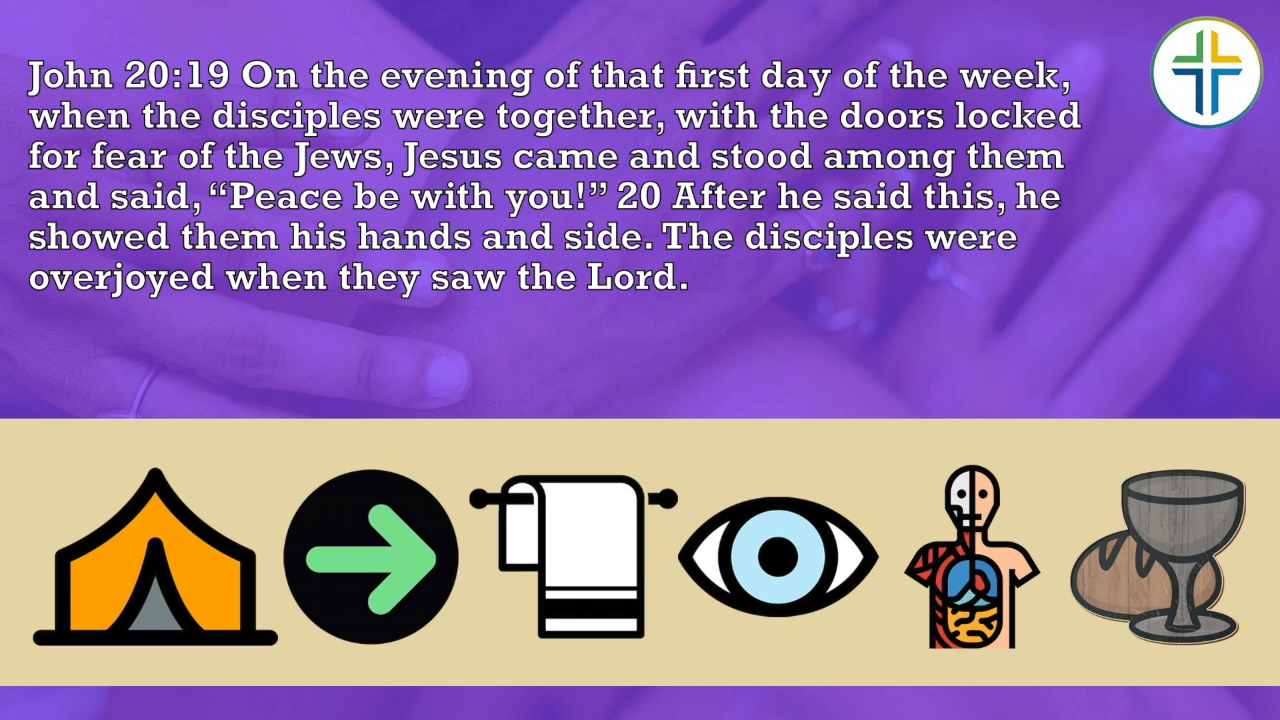 John 20:19 On the evening of that first day of the week,
when the disciples were together, with the doors locked
for fear of the Jews, Jesus came and stood among them
and said, “Peace be with you!” 20 After he said this, he
showed them his hands and side. The disciples were
overjoyed when they saw the Lord.